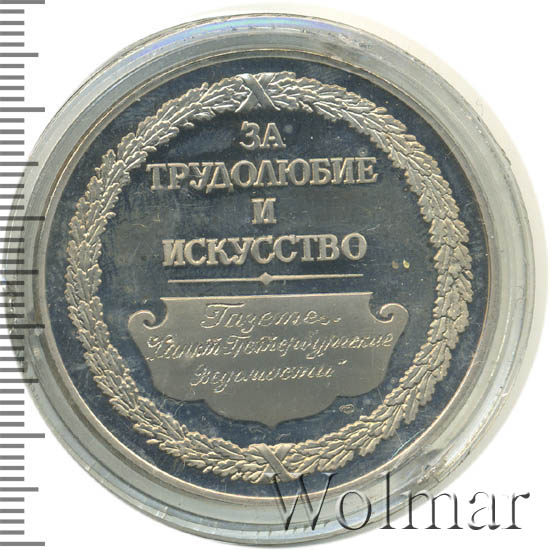 ЗА
ТРУДОЛЮБИЕ
И
ИСКУССТВО
Газете
"Санкт-Петербургские
Ведомости"
Wolmar